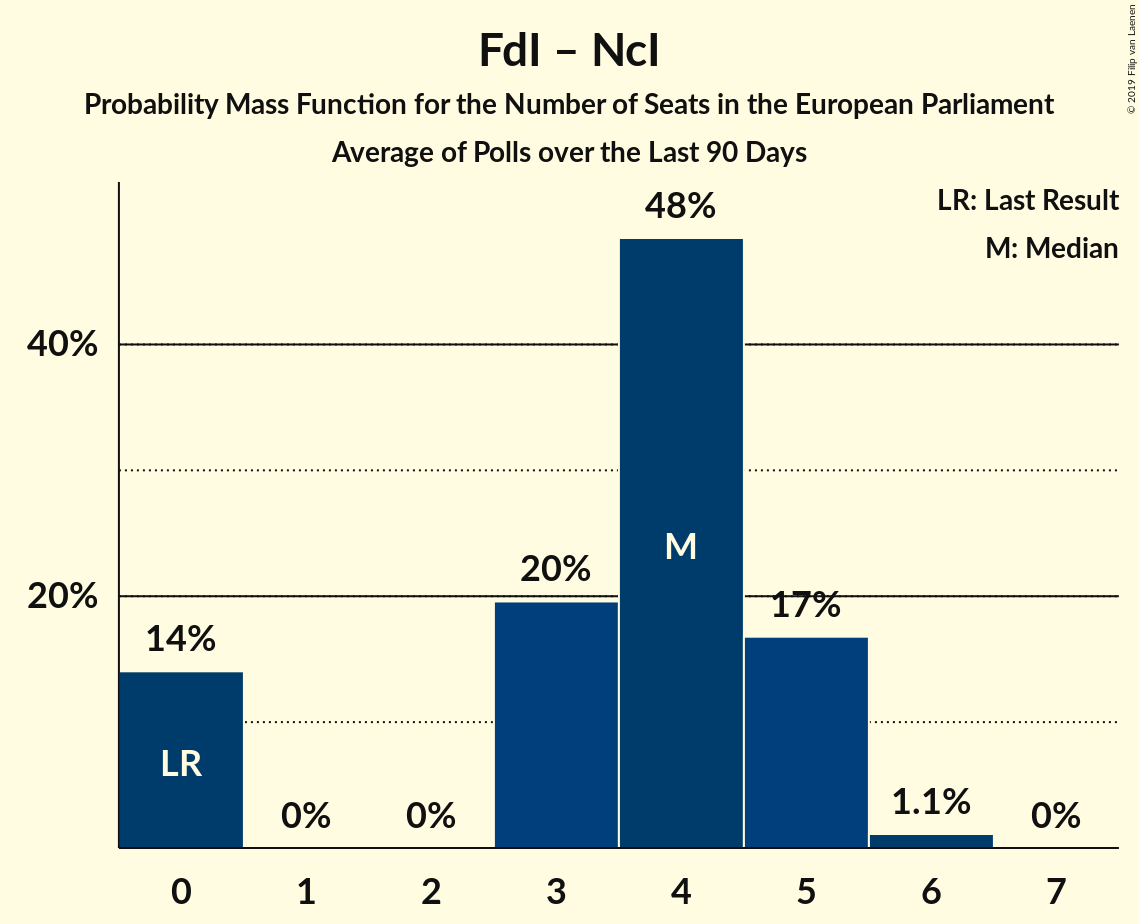 FdI – NcI
Probability Mass Function for the Number of Seats in the European Parliament
Average of Polls over the Last 90 Days
© 2019 Filip van Laenen
LR: Last Result
M: Median
48%
40%
M
20%
20%
17%
14%
LR
0%
0%
1.1%
0%
0 1 2 3 4 5 6 7